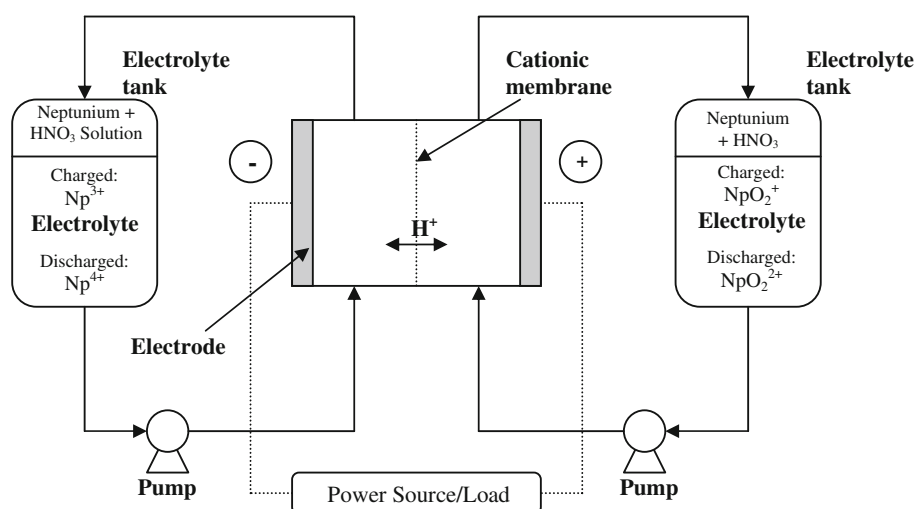 Electrolyte
tank
Neptunium +
HNO₃ Solution
Charged:
Np³⁺
Electrolyte
Discharged:
Np⁴⁺
Pump
-
Electrode
Cationic
membrane
H⁺
+
Power Source/Load
Electrolyte
tank
Neptunium
+ HNO₃
Charged:
NpO₂⁺
Electrolyte
Discharged:
NpO₂²⁺
Pump